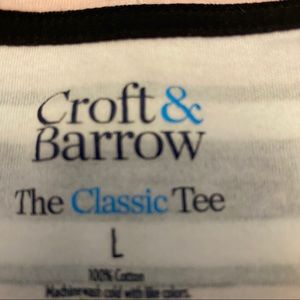 Croft &
Barrow
The Classic Tee
L
100% Cotton
Machine wash cold with like colors.